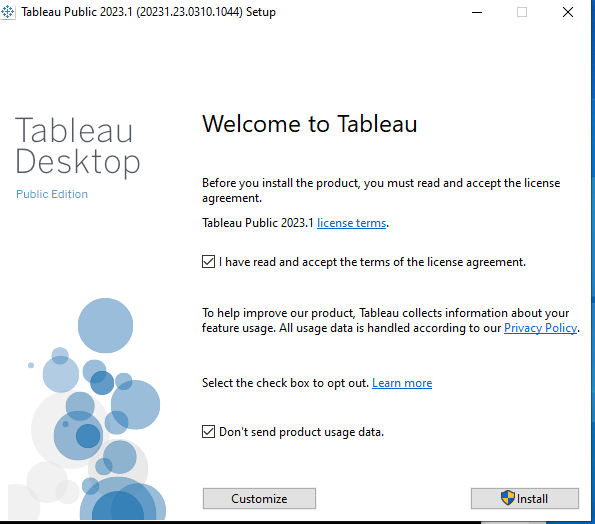 Tableau Public 2023.1 (20231.23.0310.1044) Setup
Tableau
Desktop
Public Edition
Welcome to Tableau
Before you install the product, you must read and accept the license
agreement.
Tableau Public 2023.1 license terms.
I have read and accept the terms of the license agreement.
To help improve our product, Tableau collects information about your
feature usage. All usage data is handled according to our Privacy Policy.
Select the check box to opt out. Learn more
Don't send product usage data.
Customize
Install